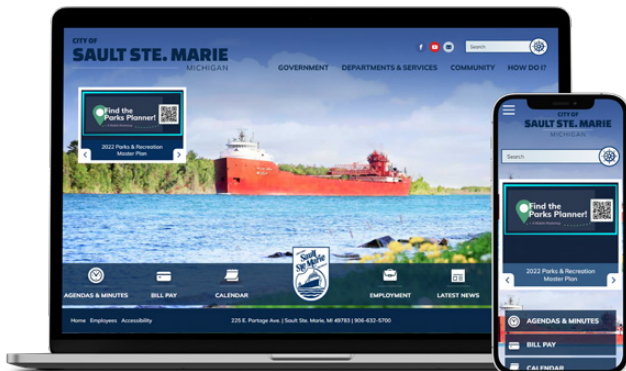 CITY OF
SAULT STE. MARIE
MICHIGAN
Search
GOVERNMENT DEPARTMENTS & SERVICES COMMUNITY HOW DO I?
Find the
Parks Planner!
2022 Parks & Recreation
Master Plan
Sault
Ste Marie
AGENDAS & MINUTES BILL PAY CALENDAR EMPLOYMENT LATEST NEWS
Home Employees Accessibility 225 E. Portage Ave. | Sault Ste. Marie, MI 49783 | 906-632-5700
CITY OF
SAULT STE. MARIE
MICHIGAN
Search
Find the
Parks Planner!
2022 Parks & Recreation
Master Plan
AGENDAS & MINUTES
BILL PAY
CALENDAR